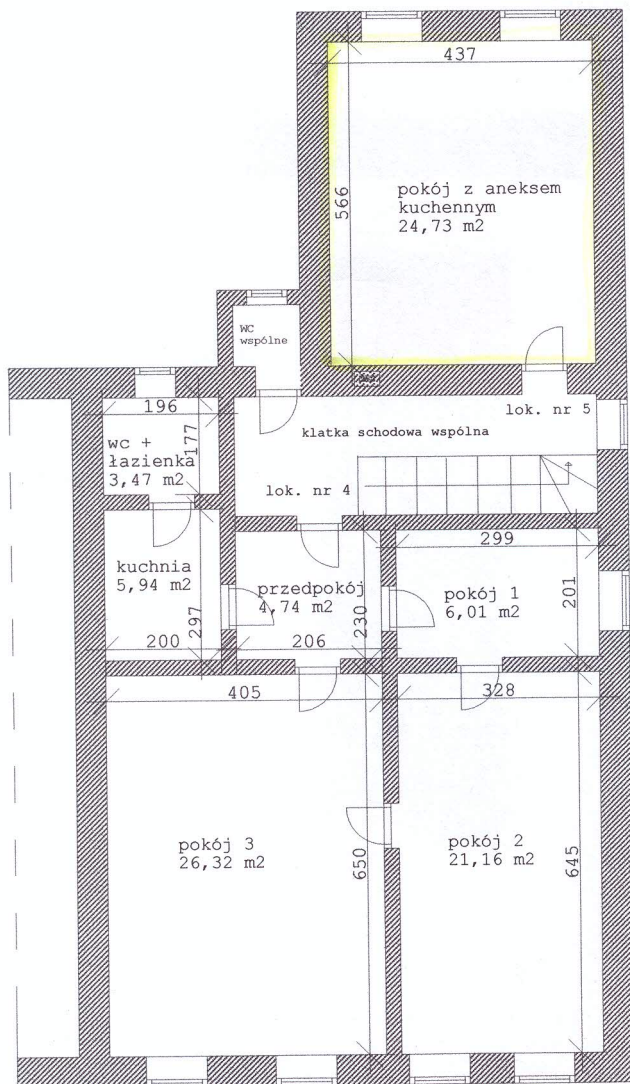 437
566
pokój z aneksem
kuchennym
24,73 m2
WC
wspólne
lok. nr 5
klatka schodowa wspólna
196
177
wc +
łazienka
3,47 m2
lok. nr 4
299
kuchnia
5,94 m2
297
200
przedpokój
4,74 m2
230
206
pokój 1
6,01 m2
201
405
328
pokój 3
26,32 m2
650
pokój 2
21,16 m2
645